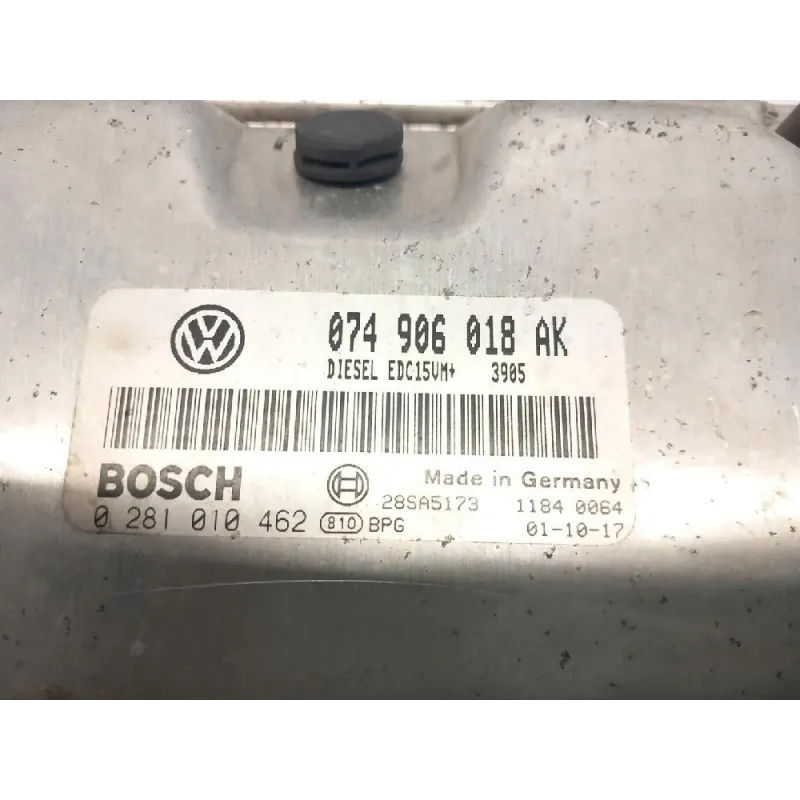 074 906 018 AK
DIESEL EDC15VM+ 3905
BOSCH Made in Germany
28SA5173 1184 0064
0 281 010 462 810 BPG 01-10-17